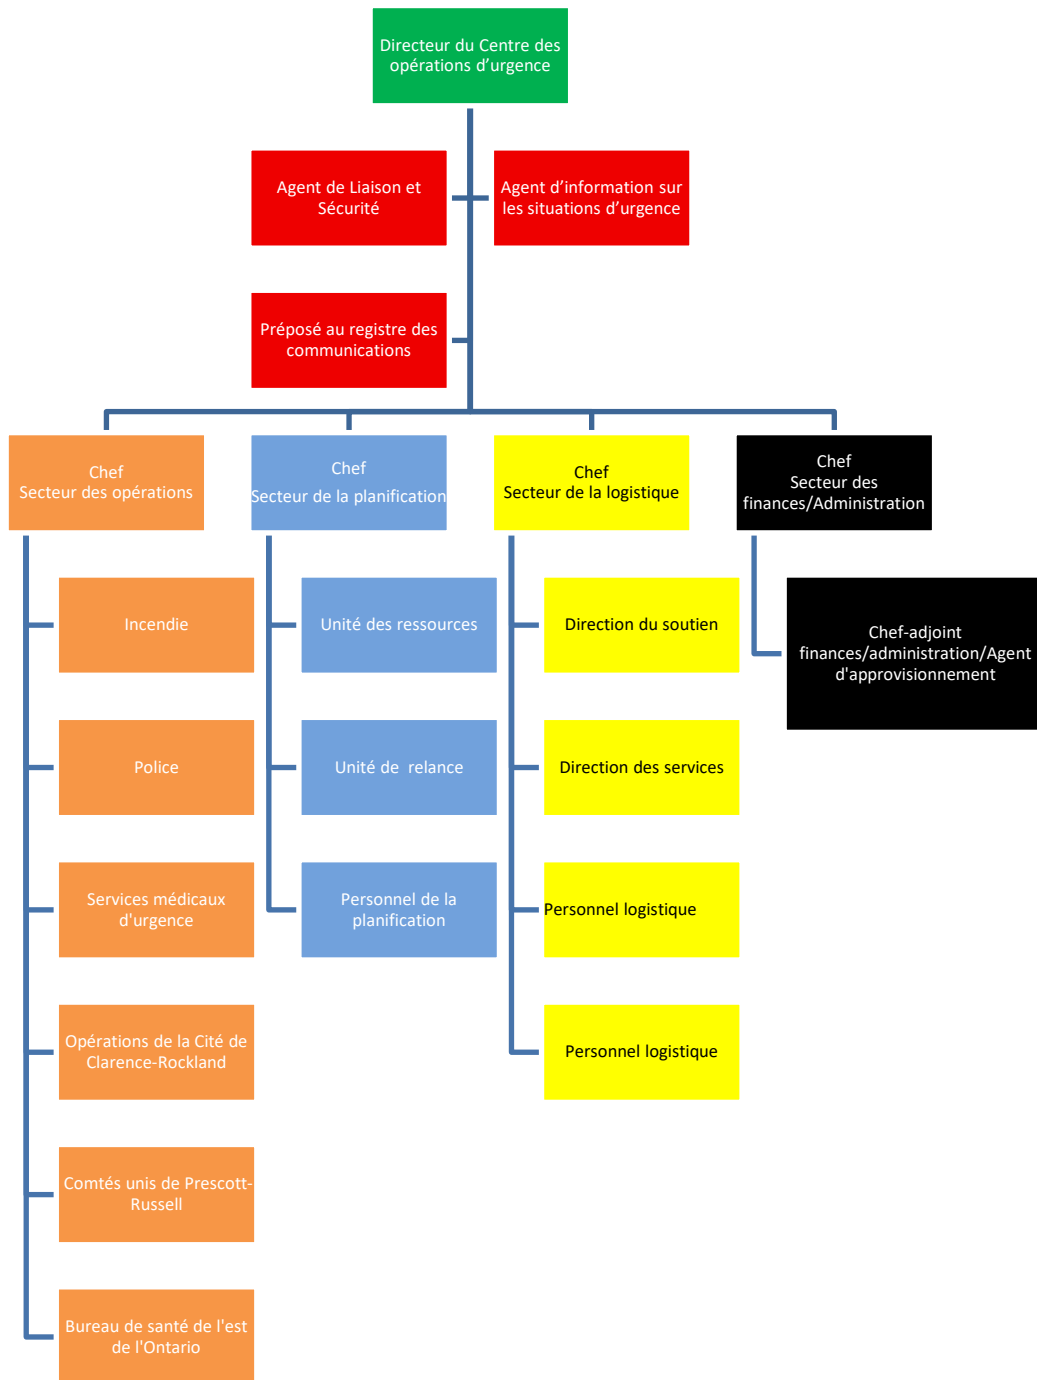 Directeur du Centre des
opérations d’urgence
Agent de Liaison et
Sécurité
Agent d’information sur
les situations d’urgence
Préposé au registre des
communications
Chef
Secteur des opérations
Chef
Secteur de la planification
Chef
Secteur de la logistique
Chef
Secteur des
finances/Administration
Incendie
Unité des ressources
Direction du soutien
Chef-adjoint
finances/administration/Agent
d'approvisionnement
Police
Unité de  relance
Direction des services
Services médicaux
d'urgence
Personnel de la
planification
Personnel logistique
Opérations de la Cité de
Clarence-Rockland
Personnel logistique
Comtés unis de Prescott-
Russell
Bureau de santé de l'est
de l'Ontario